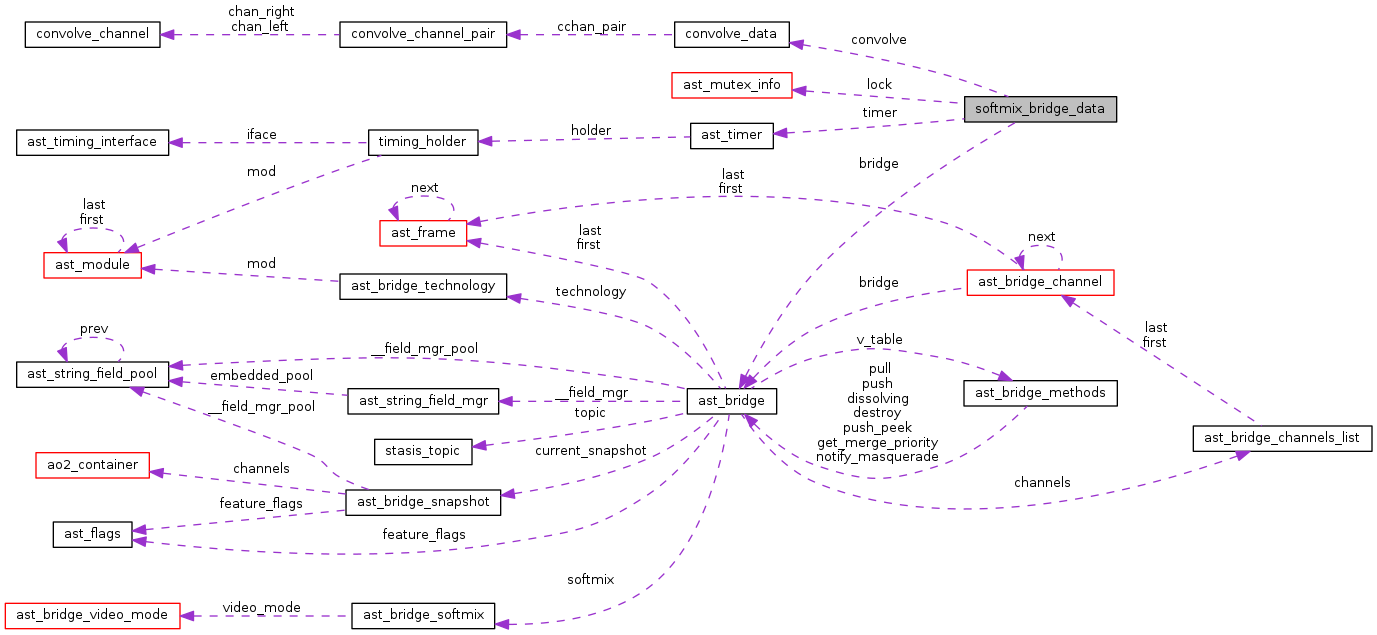 chan_right
chan_left
convolve_channel
convolve_channel_pair
cchan_pair
convolve_data
convolve
ast_mutex_info
lock
softmix_bridge_data
timer
ast_timing_interface
iface
timing_holder
holder
ast_timer
bridge
mod
last
first
next
last
first
ast_frame
last
first
ast_module
mod
ast_bridge_technology
technology
next
ast_bridge_channel
bridge
prev
ast_string_field_pool
__field_mgr_pool
embedded_pool
ast_string_field_mgr
__field_mgr
ast_bridge
v_table
ast_bridge_methods
last
first
pull
push
dissolving
destroy
push_peek
get_merge_priority
notify_masquerade
__field_mgr_pool
topic
stasis_topic
ast_bridge_channels_list
ao2_container
channels
current_snapshot
ast_bridge_snapshot
channels
feature_flags
ast_flags
feature_flags
softmix
ast_bridge_video_mode
video_mode
ast_bridge_softmix